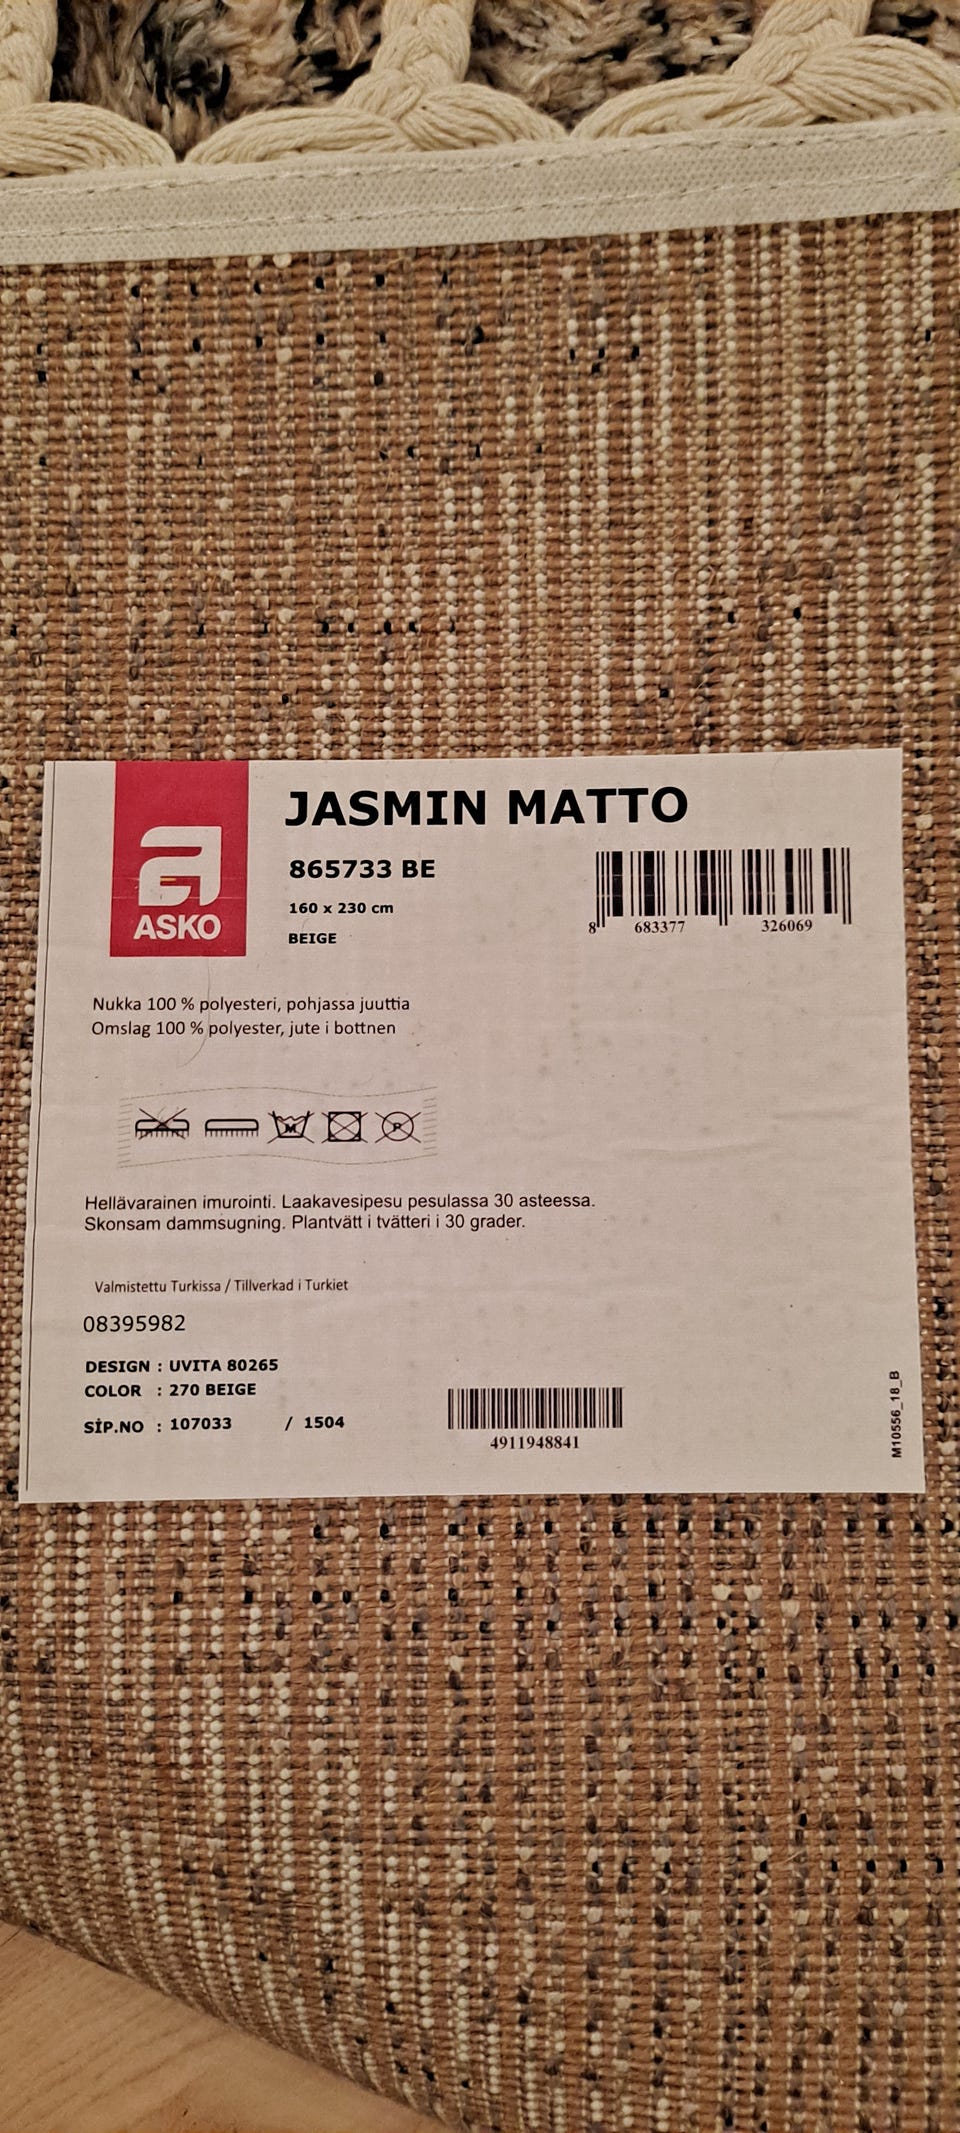 JASMIN MATTO
865733 BE
160 x 230 cm
BEIGE
ASKO
8 683377 326069
Nukka 100 % polyesteri, pohjassa juuttia
Omslag 100 % polyester, jute i bottnen
M
P
Hellävarainen imurointi. Laakavesipesu pesulassa 30 asteessa.
Skonsam dammsugning. Plantvätt i tvätteri i 30 grader.
Valmistettu Turkissa / Tillverkad i Turkiet
08395982
DESIGN : UVITA 80265
COLOR : 270 BEIGE
SİP.NO : 107033 / 1504
4911948841
M10556_18_B